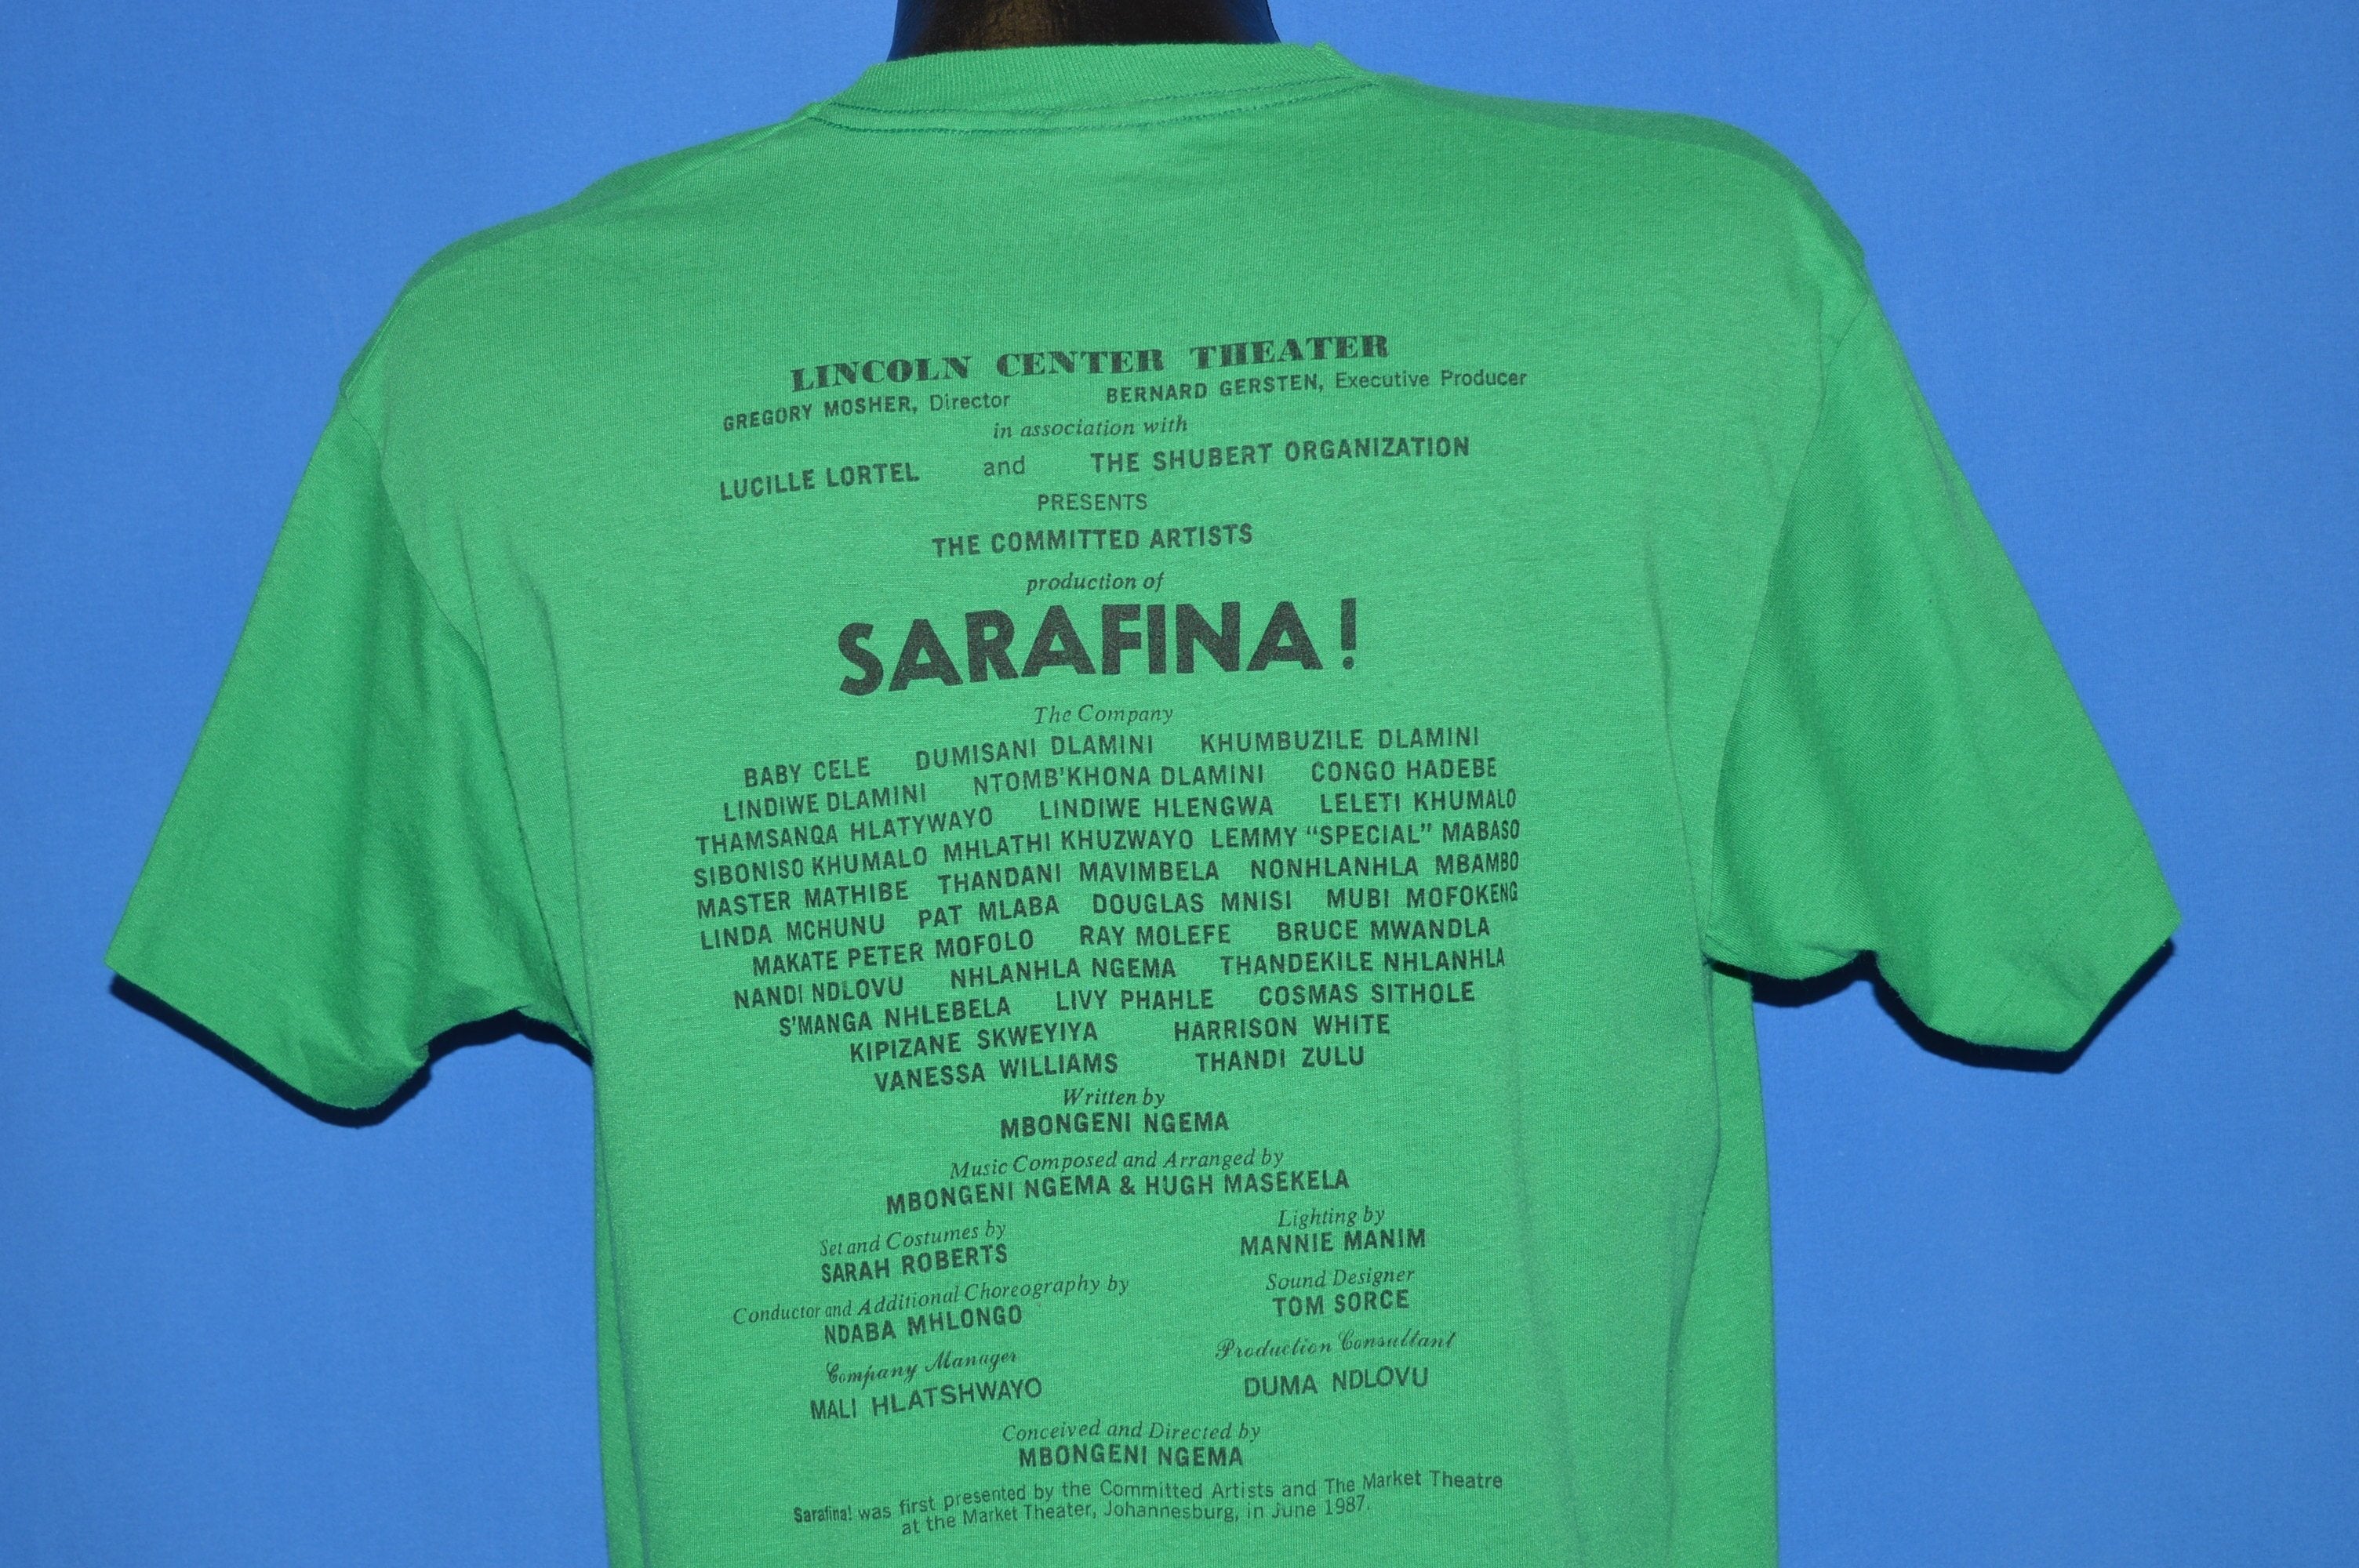 LINCOLN CENTER THEATER
GREGORY MOSHER, Director BERNARD GERSTEN, Executive Producer
in association with
LUCILLE LORTEL and THE SHUBERT ORGANIZATION
PRESENTS
THE COMMITTED ARTISTS
production of
SARAFINA!
The Company
BABY CELE DUMISANI DLAMINI KHUMBUZILE DLAMINI
LINDIWE DLAMINI NTOMB'KHONA DLAMINI CONGO HADEBE
THAMSANQA HLATYWAYO LINDIWE HLENGWA LELETI KHUMALO
SIBONISO KHUMALO MHLATHI KHUZWAYO LEMMY "SPECIAL" MABASO
MASTER MATHIBE THANDANI MAVIMBELA NONHLANHLA MBAMBO
LINDA MCHUNU PAT MLABA DOUGLAS MNISI MUBI MOFOKENG
MAKATE PETER MOFOLO RAY MOLEFE BRUCE MWANDLA
NANDI NDLOVU NHLANHLA NGEMA THANDEKILE NHLANHLA
S'MANGA NHLEBELA LIVY PHAHLE COSMAS SITHOLE
KIPIZANE SKWEYIYA HARRISON WHITE
VANESSA WILLIAMS THANDI ZULU
Written by
MBONGENI NGEMA
Music Composed and Arranged by
MBONGENI NGEMA & HUGH MASEKELA
Set and Costumes by Lighting by
SARAH ROBERTS MANNIE MANIM
Conductor and Additional Choreography by Sound Designer
NDABA MHLONGO TOM SORCE
Company Manager Production Consultant
MALI HLATSHWAYO DUMA NDLOVU
Conceived and Directed by
MBONGENI NGEMA
Sarafina! was first presented by the Committed Artists and The Market Theatre
at the Market Theater, Johannesburg, in June 1987.